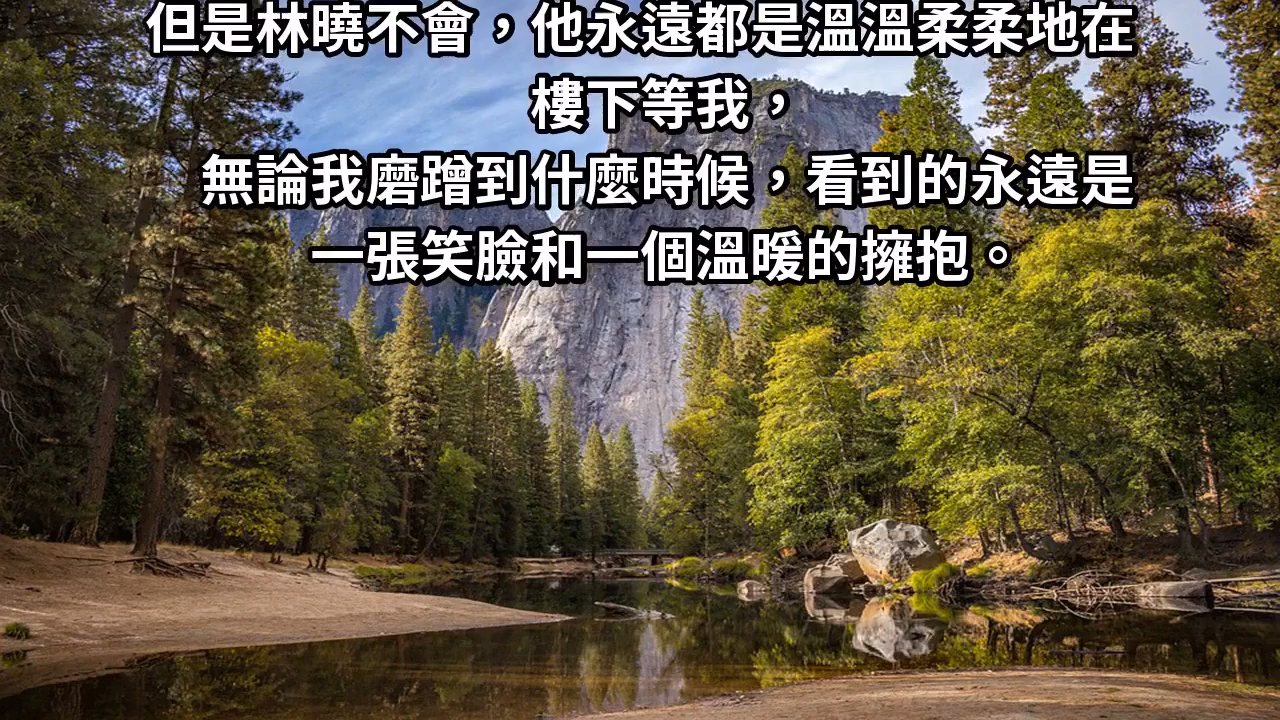 但是林曉不會，他永遠都是溫溫柔柔地在
樓下等我，
無論我磨蹭到什麼時候，看到的永遠是
一張笑臉和一個溫暖的擁抱。